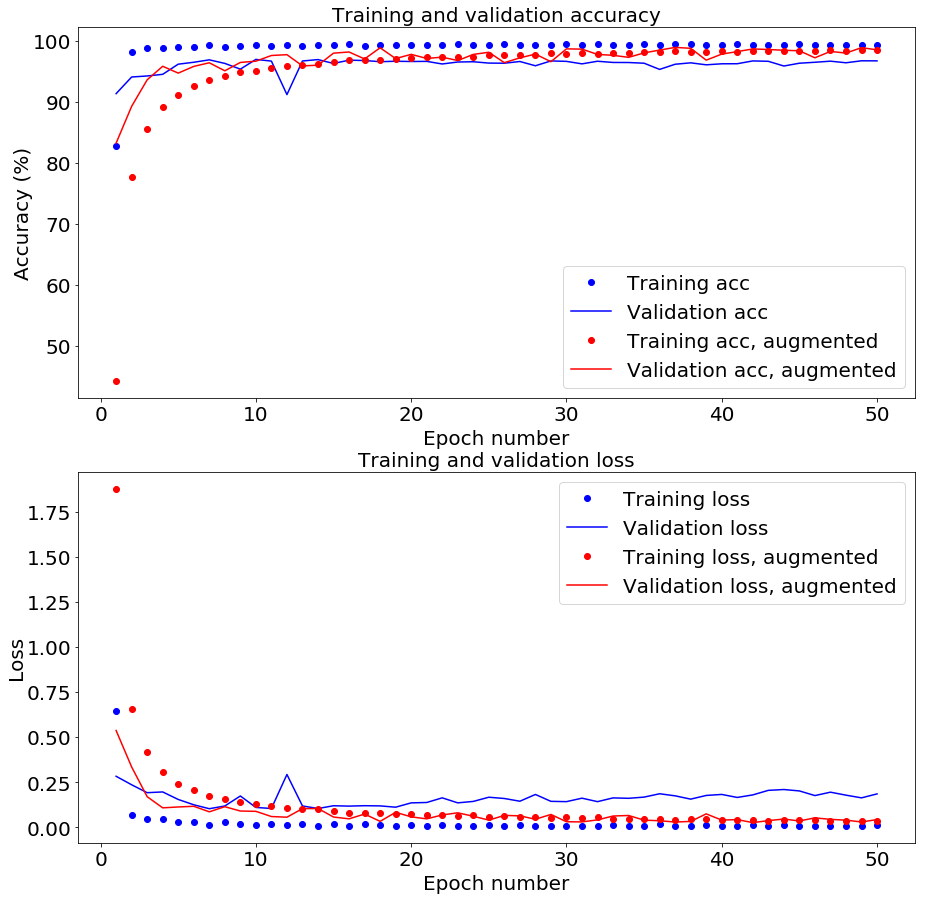 Training and validation accuracy
Accuracy (%)
100
90
80
70
60
50
Training acc
Validation acc
Training acc, augmented
Validation acc, augmented
0 10 20 30 40 50
Epoch number
Training and validation loss
Loss
1.75
1.50
1.25
1.00
0.75
0.50
0.25
0.00
Training loss
Validation loss
Training loss, augmented
Validation loss, augmented
0 10 20 30 40 50
Epoch number